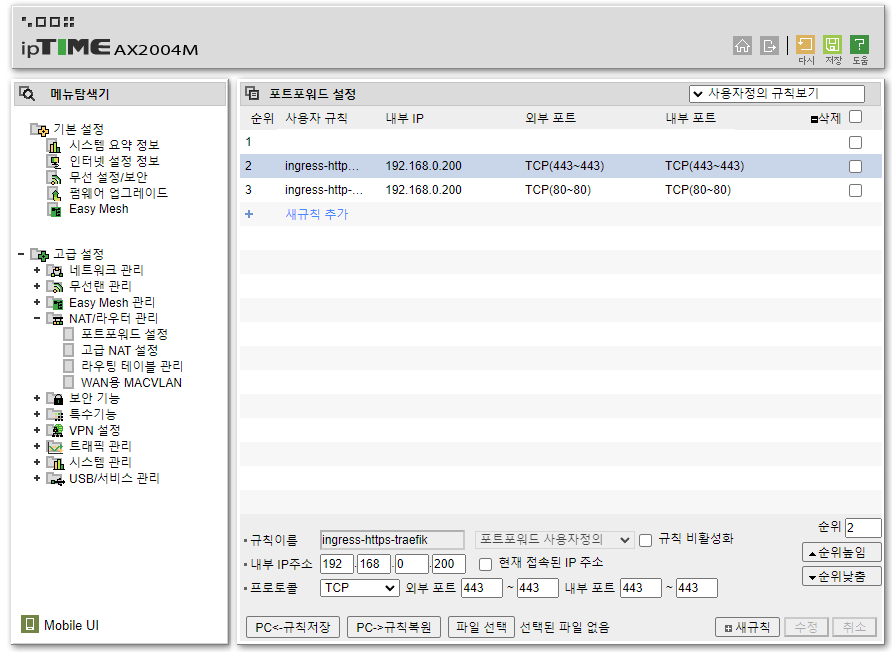 ipTIME AX2004M
다시 저장 도움
메뉴탐색기
기본 설정
시스템 요약 정보
인터넷 설정 정보
무선 설정/보안
펌웨어 업그레이드
Easy Mesh
고급 설정
네트워크 관리
무선랜 관리
Easy Mesh 관리
NAT/라우터 관리
포트포워드 설정
고급 NAT 설정
라우팅 테이블 관리
WAN용 MACVLAN
보안 기능
특수기능
VPN 설정
트래픽 관리
시스템 관리
USB/서비스 관리
Mobile UI
포트포워드 설정 사용자정의 규칙보기
순위 사용자 규칙 내부 IP 외부 포트 내부 포트 삭제
1
2 ingress-http... 192.168.0.200 TCP(443~443) TCP(443~443)
3 ingress-http-... 192.168.0.200 TCP(80~80) TCP(80~80)
+ 새규칙 추가
순위 2
규칙이름 ingress-https-traefik 포트포워드 사용자정의 규칙 비활성화
순위높임
내부 IP주소 192 . 168 . 0 . 200 현재 접속된 IP 주소
순위낮춤
프로토콜 TCP 외부 포트 443 ~ 443 내부 포트 443 ~ 443
PC<-규칙저장 PC->규칙복원 파일 선택 선택된 파일 없음 새규칙 수정 취소